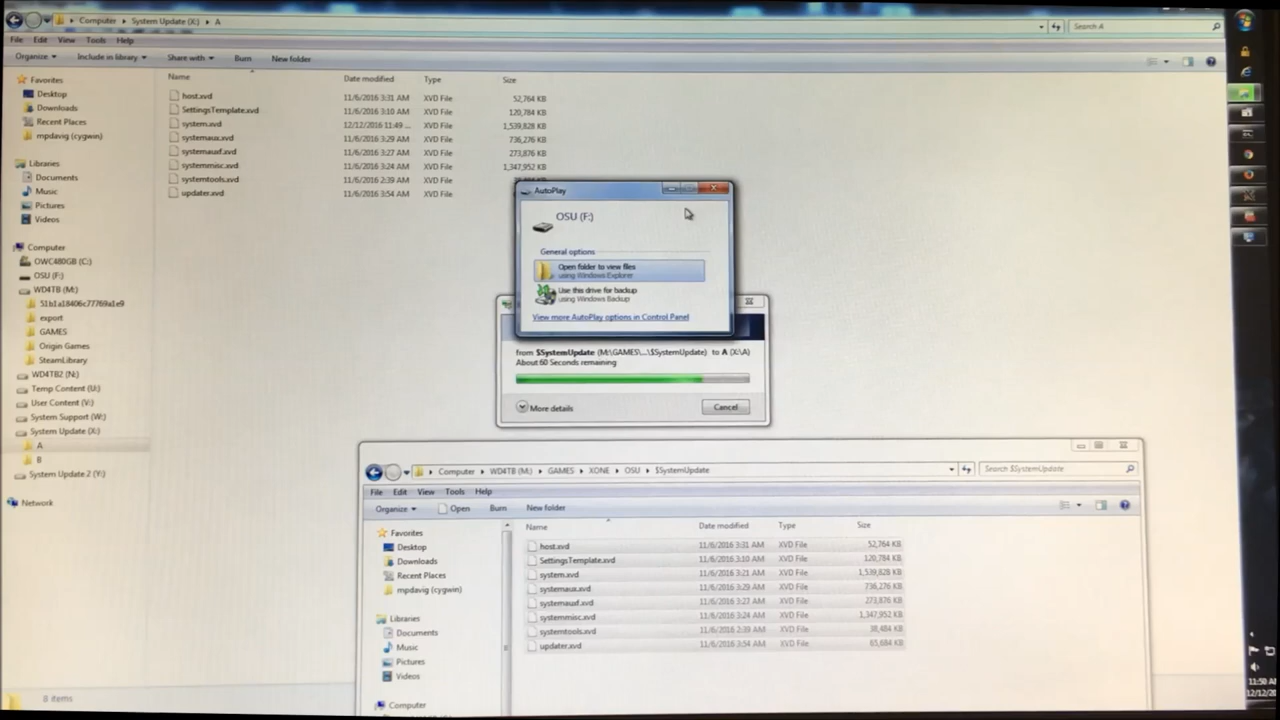 Computer ▸ System Update (X:) ▸ A
Search A
File Edit View Tools Help
Organize Include in library Share with Burn New folder
Name Date modified Type Size
host.xvd 11/6/2016 3:31 AM XVD File 52,764 KB
SettingsTemplate.xvd 11/6/2016 3:10 AM XVD File 120,784 KB
system.xvd 12/12/2016 11:49 ... XVD File 1,539,828 KB
systemaux.xvd 11/6/2016 3:29 AM XVD File 736,276 KB
systemauxf.xvd 11/6/2016 3:27 AM XVD File 273,876 KB
systemmisc.xvd 11/6/2016 3:24 AM XVD File 1,347,952 KB
systemtools.xvd 11/6/2016 2:39 AM XVD File
updater.xvd 11/6/2016 3:54 AM XVD File
Favorites
Desktop
Downloads
Recent Places
mpdavig (cygwin)
Libraries
Documents
Music
Pictures
Videos
Computer
OWC480GB (C:)
OSU (F:)
WD4TB (M:)
51b1a18406c77769a1e9
export
GAMES
Origin Games
SteamLibrary
WD4TB2 (N:)
Temp Content (U:)
User Content (V:)
System Support (W:)
System Update (X:)
A
B
System Update 2 (Y:)
Network
8 items
AutoPlay
OSU (F:)
General options
Open folder to view files
using Windows Explorer
Use this drive for backup
using Windows Backup
View more AutoPlay options in Control Panel
from $SystemUpdate (M:\GAMES\...\$SystemUpdate) to A (X:\A)
About 60 Seconds remaining
More details
Cancel
Computer ▸ WD4TB (M:) ▸ GAMES ▸ XONE ▸ OSU ▸ $SystemUpdate
Search $SystemUpdate
File Edit View Tools Help
Organize Open Burn New folder
Name Date modified Type Size
host.xvd 11/6/2016 3:31 AM XVD File 52,764 KB
SettingsTemplate.xvd 11/6/2016 3:10 AM XVD File 120,784 KB
system.xvd 11/6/2016 3:21 AM XVD File 1,539,828 KB
systemaux.xvd 11/6/2016 3:29 AM XVD File 736,276 KB
systemauxf.xvd 11/6/2016 3:27 AM XVD File 273,876 KB
systemmisc.xvd 11/6/2016 3:24 AM XVD File 1,347,952 KB
systemtools.xvd 11/6/2016 2:39 AM XVD File 38,484 KB
updater.xvd 11/6/2016 3:54 AM XVD File 65,684 KB
Favorites
Desktop
Downloads
Recent Places
mpdavig (cygwin)
Libraries
Documents
Music
Pictures
Videos
Computer
11:50 AM
12/12/20